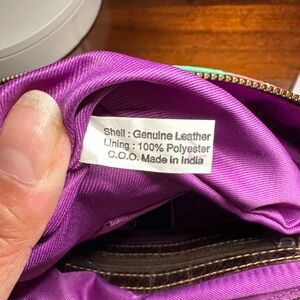 Shell : Genuine Leather
Lining : 100% Polyester
C.O.O. Made in India